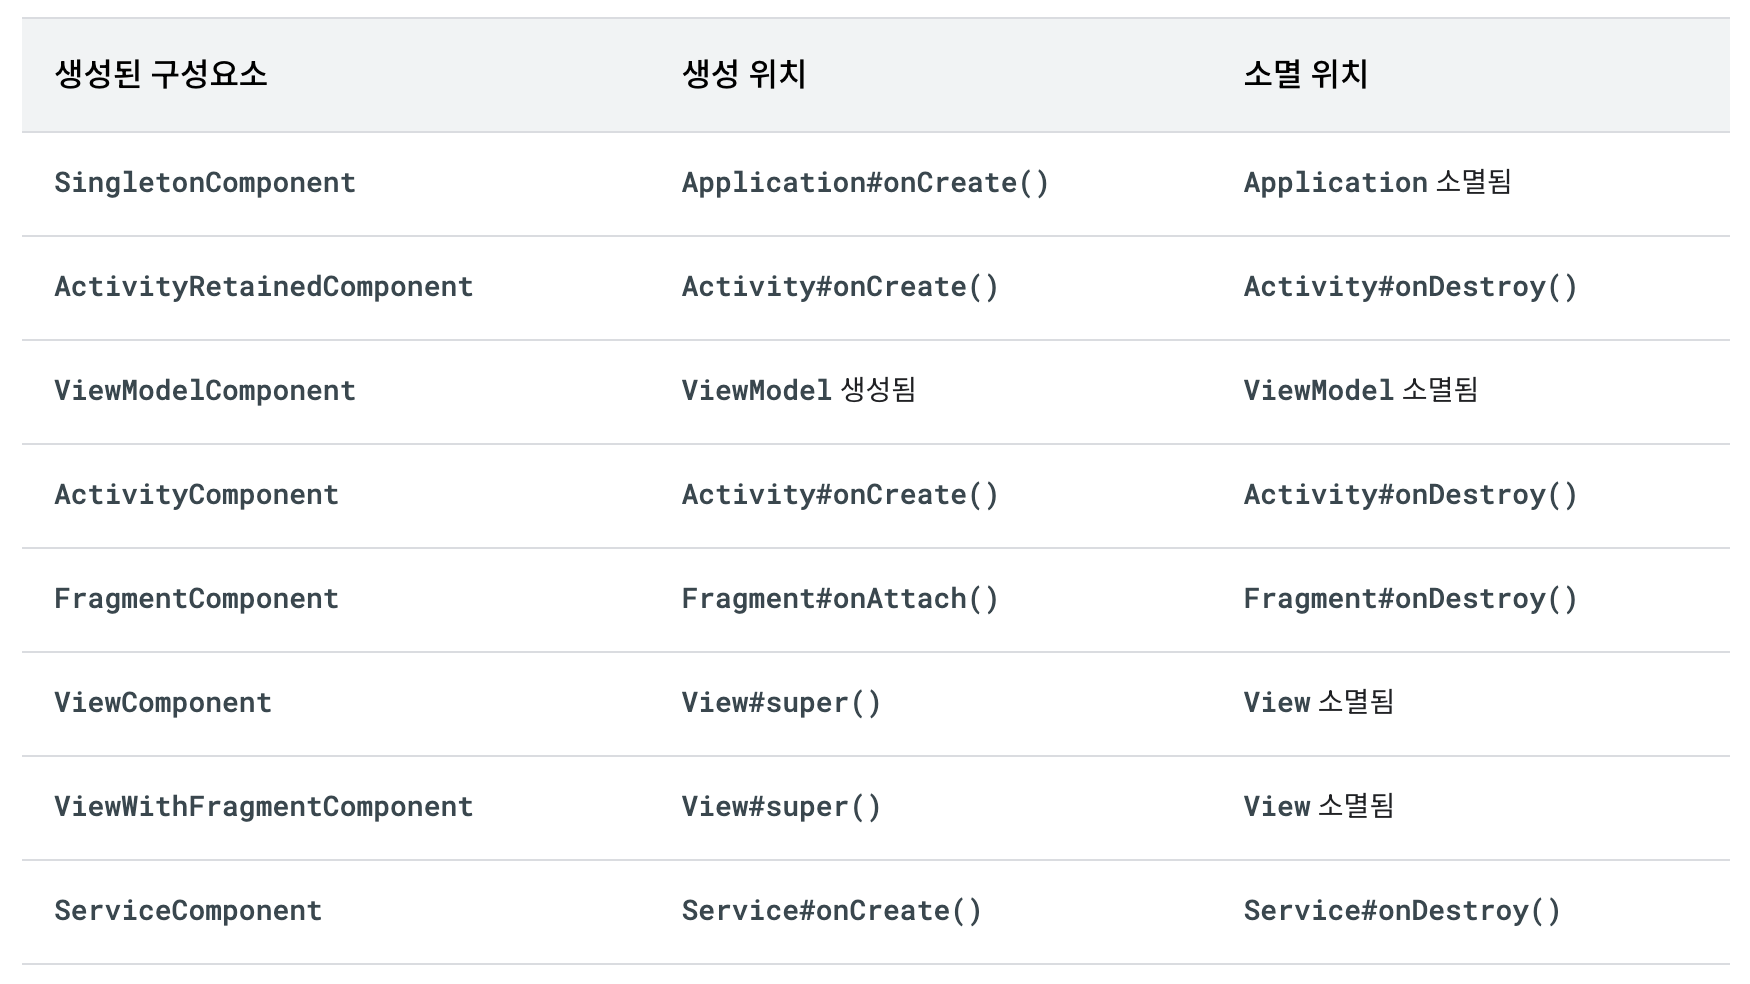 생성된 구성요소 생성 위치 소멸 위치
SingletonComponent Application#onCreate() Application 소멸됨
ActivityRetainedComponent Activity#onCreate() Activity#onDestroy()
ViewModelComponent ViewModel 생성됨 ViewModel 소멸됨
ActivityComponent Activity#onCreate() Activity#onDestroy()
FragmentComponent Fragment#onAttach() Fragment#onDestroy()
ViewComponent View#super() View 소멸됨
ViewWithFragmentComponent View#super() View 소멸됨
ServiceComponent Service#onCreate() Service#onDestroy()